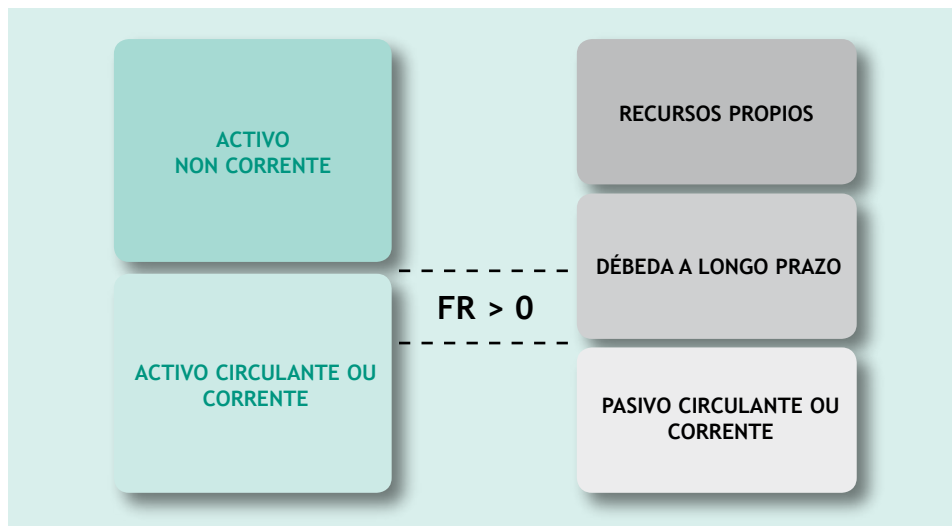 ACTIVO
NON CORRENTE
RECURSOS PROPIOS
DÉBEDA A LONGO PRAZO
FR > 0
ACTIVO CIRCULANTE OU
CORRENTE
PASIVO CIRCULANTE OU
CORRENTE